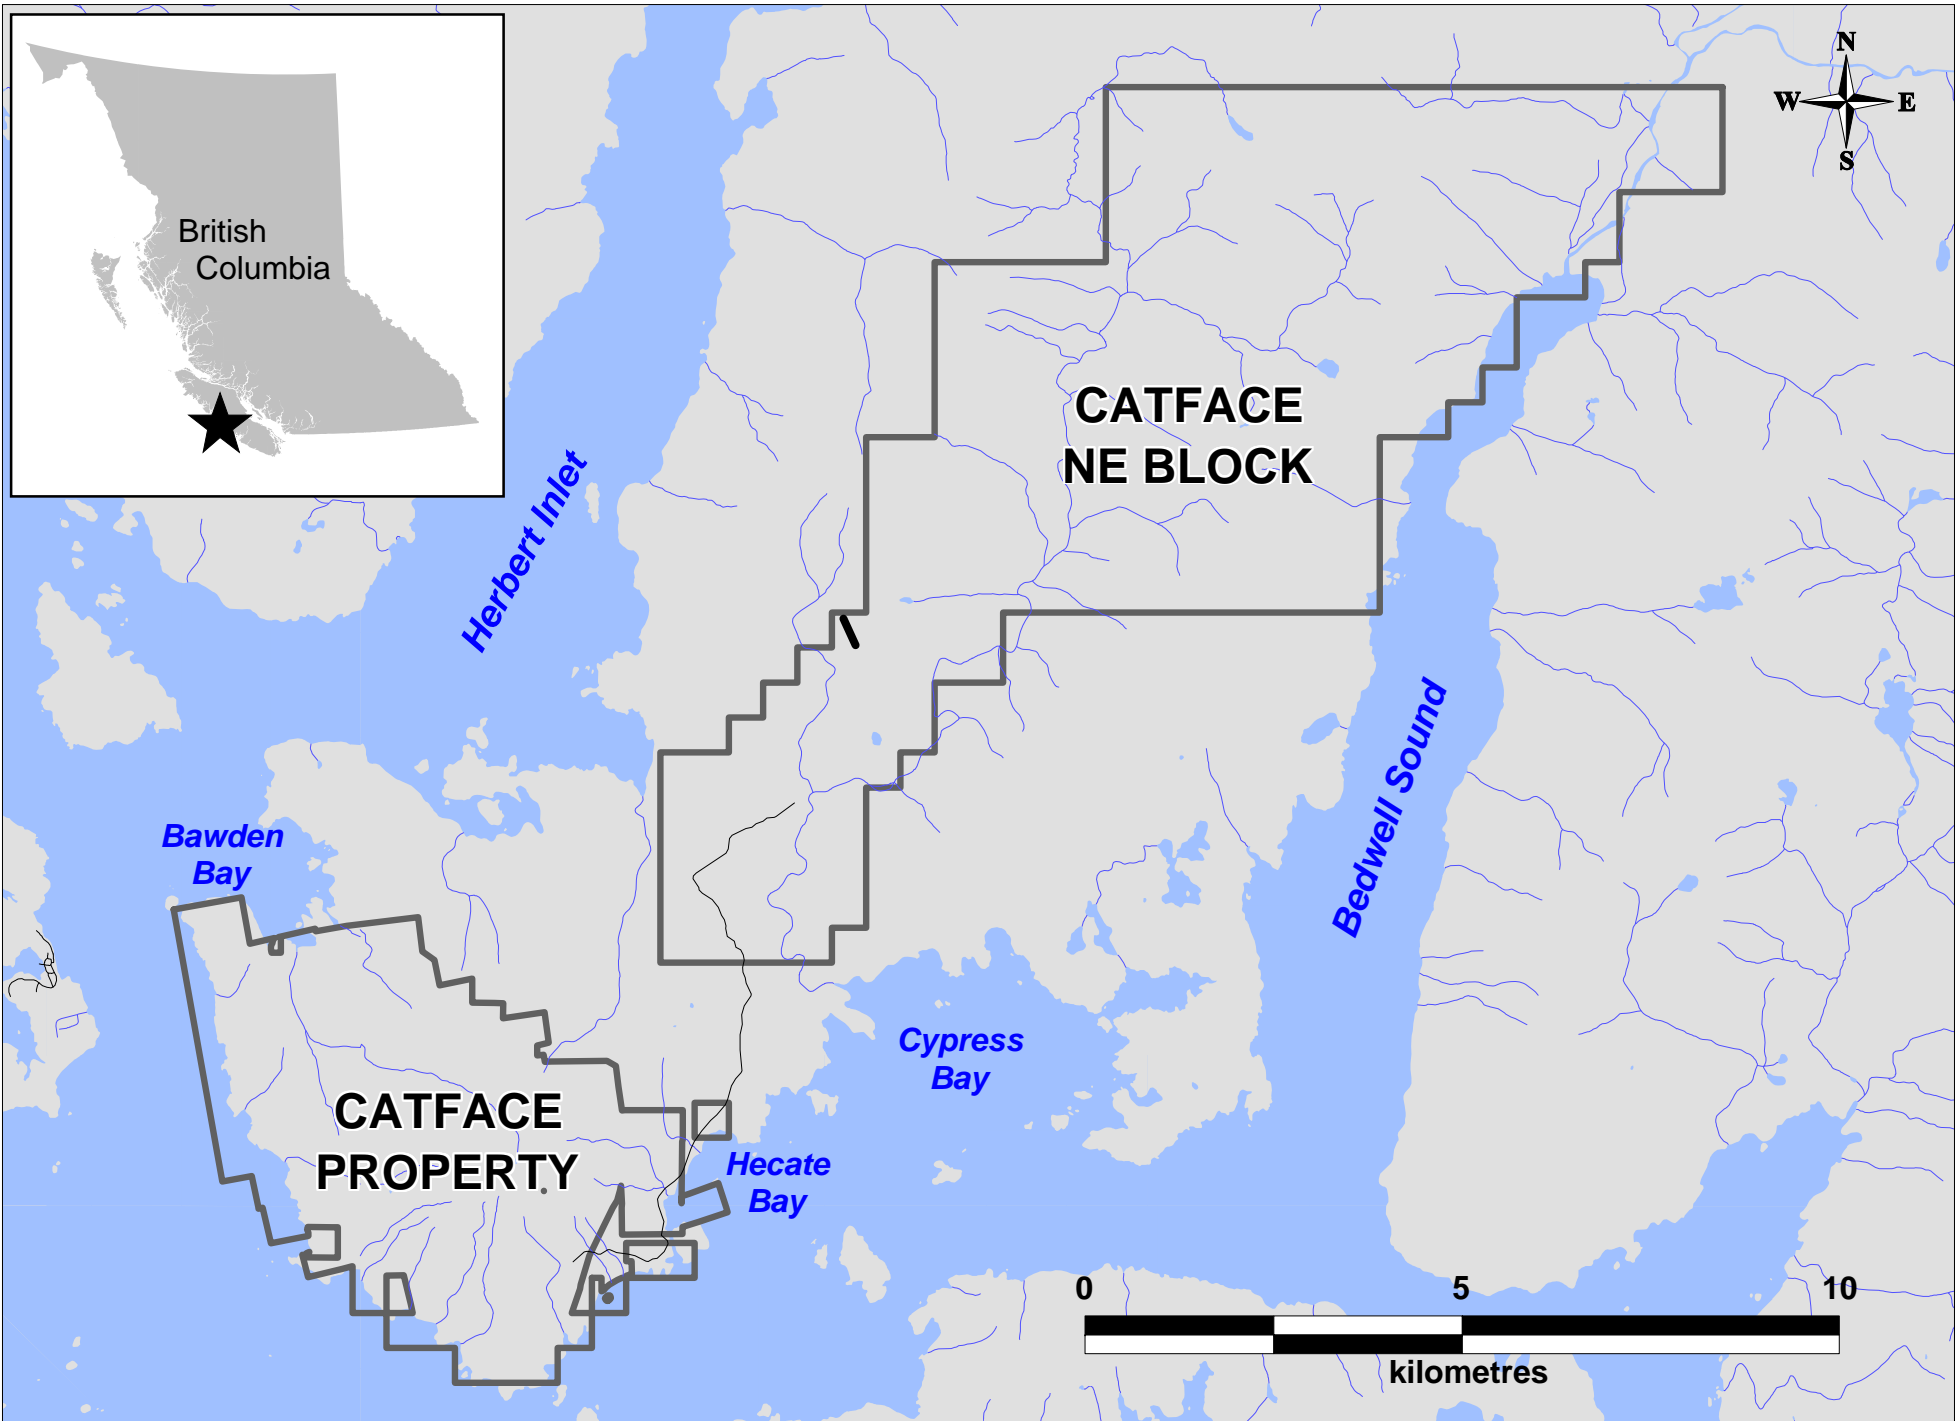 British
Columbia
N
W
E
S
CATFACE
NE BLOCK
Herbert Inlet
Bedwell Sound
Bawden
Bay
Cypress
Bay
CATFACE
PROPERTY
Hecate
Bay
0
5
10
kilometres